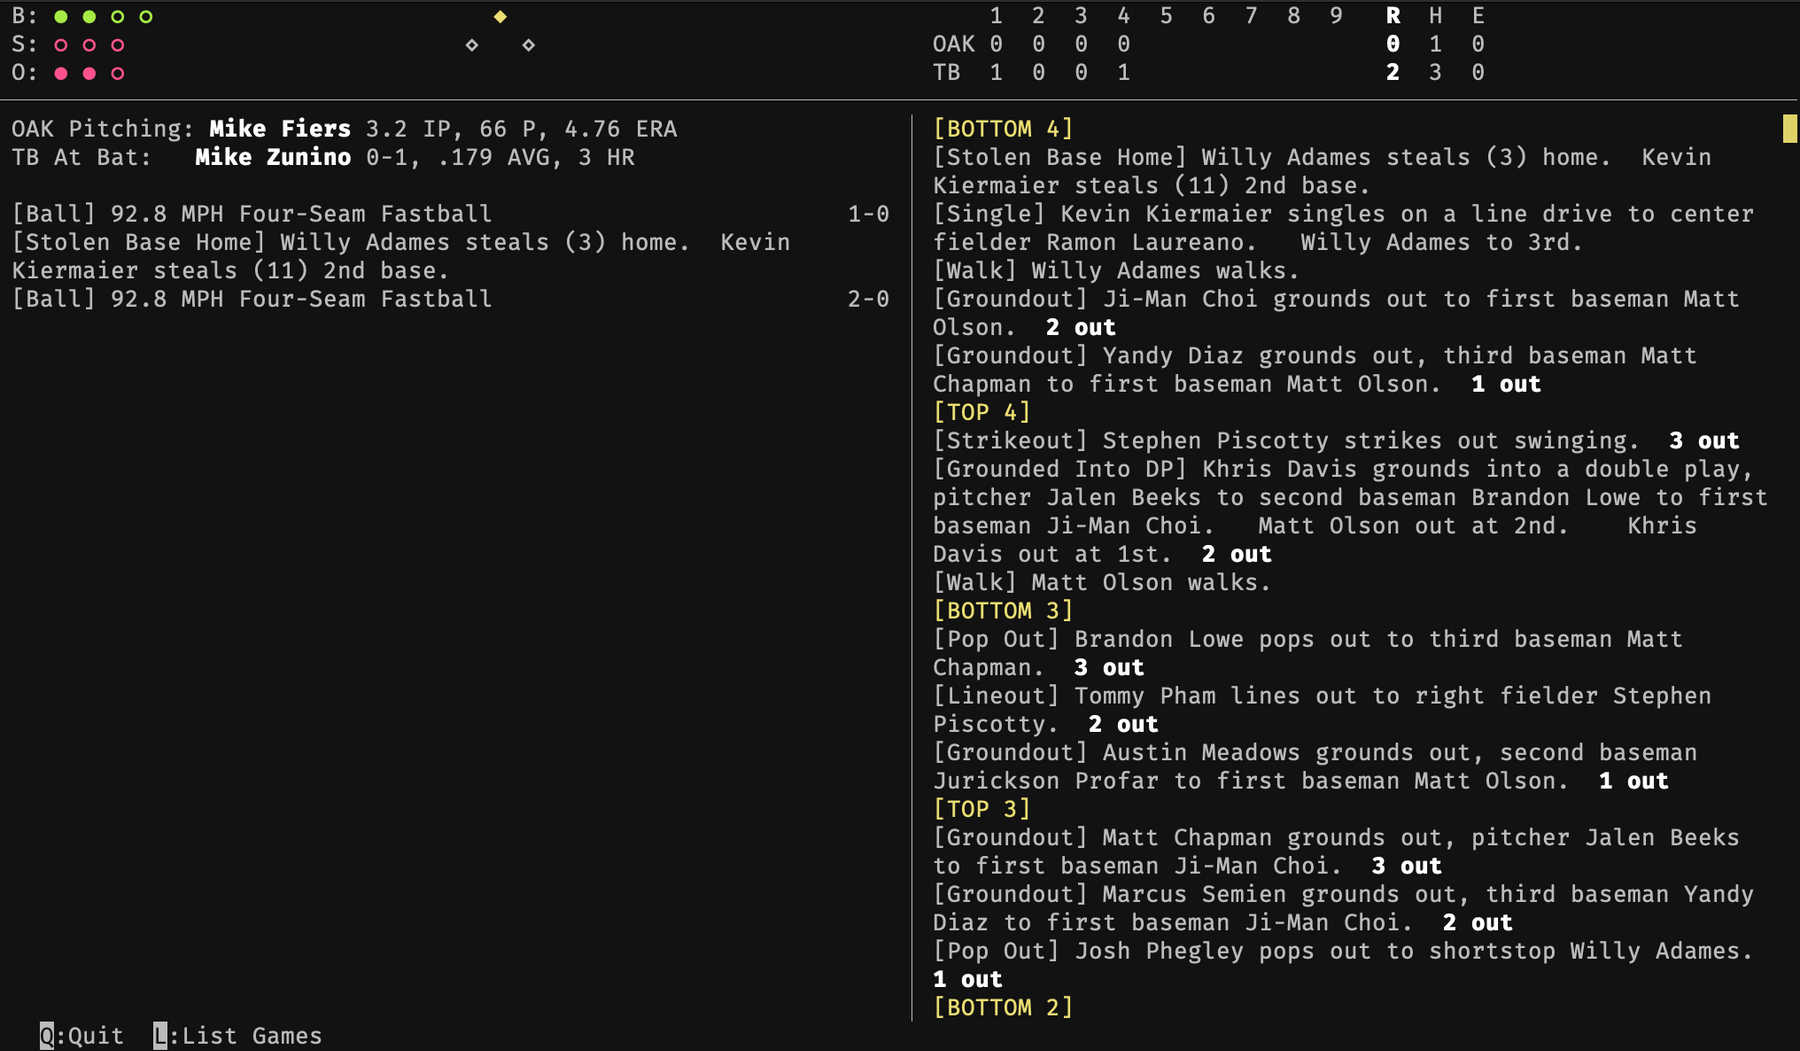 B:
S:
O:
1 2 3 4 5 6 7 8 9 R H E
OAK 0 0 0 0 0 1 0
TB 1 0 0 1 2 3 0
OAK Pitching: Mike Fiers 3.2 IP, 66 P, 4.76 ERA
TB At Bat: Mike Zunino 0-1, .179 AVG, 3 HR
[Ball] 92.8 MPH Four-Seam Fastball 1-0
[Stolen Base Home] Willy Adames steals (3) home. Kevin
Kiermaier steals (11) 2nd base.
[Ball] 92.8 MPH Four-Seam Fastball 2-0
[BOTTOM 4]
[Stolen Base Home] Willy Adames steals (3) home. Kevin
Kiermaier steals (11) 2nd base.
[Single] Kevin Kiermaier singles on a line drive to center
fielder Ramon Laureano. Willy Adames to 3rd.
[Walk] Willy Adames walks.
[Groundout] Ji-Man Choi grounds out to first baseman Matt
Olson. 2 out
[Groundout] Yandy Diaz grounds out, third baseman Matt
Chapman to first baseman Matt Olson. 1 out
[TOP 4]
[Strikeout] Stephen Piscotty strikes out swinging. 3 out
[Grounded Into DP] Khris Davis grounds into a double play,
pitcher Jalen Beeks to second baseman Brandon Lowe to first
baseman Ji-Man Choi. Matt Olson out at 2nd. Khris
Davis out at 1st. 2 out
[Walk] Matt Olson walks.
[BOTTOM 3]
[Pop Out] Brandon Lowe pops out to third baseman Matt
Chapman. 3 out
[Lineout] Tommy Pham lines out to right fielder Stephen
Piscotty. 2 out
[Groundout] Austin Meadows grounds out, second baseman
Jurickson Profar to first baseman Matt Olson. 1 out
[TOP 3]
[Groundout] Matt Chapman grounds out, pitcher Jalen Beeks
to first baseman Ji-Man Choi. 3 out
[Groundout] Marcus Semien grounds out, third baseman Yandy
Diaz to first baseman Ji-Man Choi. 2 out
[Pop Out] Josh Phegley pops out to shortstop Willy Adames.
1 out
[BOTTOM 2]
Q:Quit L:List Games